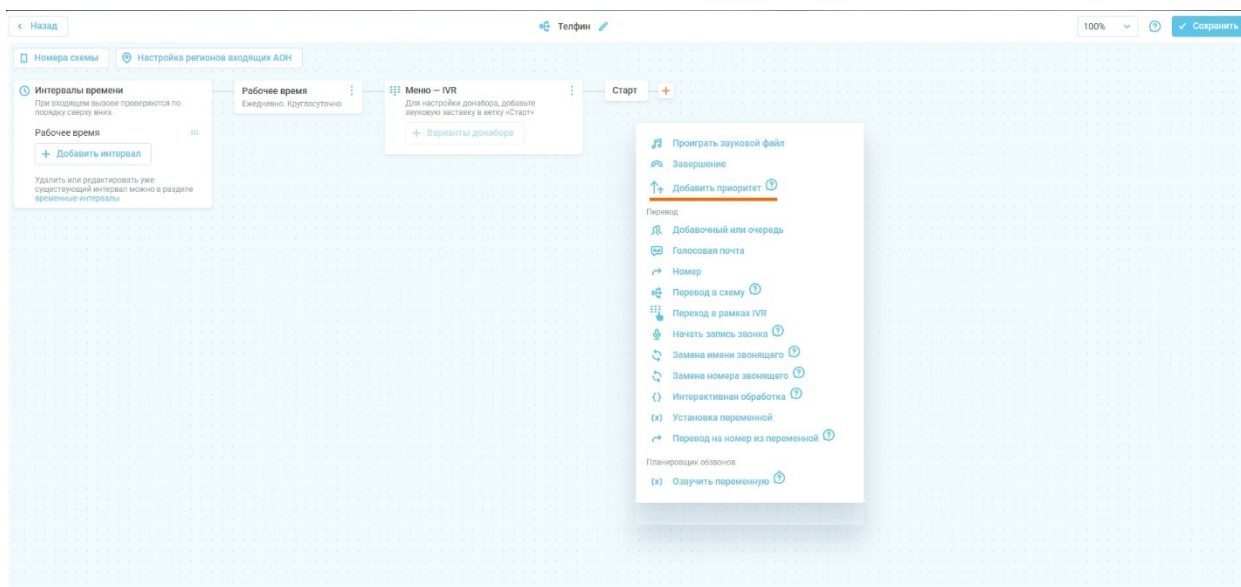 Назад
Телфин
100%
Сохранить
Номера схемы
Настройка регионов входящих АОН
Интервалы времени
При входящем вызове проверяются по
порядку сверху вниз.
Рабочее время
+ Добавить интервал
Удалить или редактировать уже
существующий интервал можно в разделе
временные интервалы
Рабочее время
Ежедневно. Круглосуточно
Меню — IVR
Для настройки донабора, добавьте
звуковую заставку в ветку «Старт»
+ Варианты донабора
Старт
+
Проиграть звуковой файл
Завершение
Добавить приоритет ?
Перевод
Добавочный или очередь
Голосовая почта
Номер
Перевод в схему ?
Переход в рамках IVR
Начать запись звонка ?
Замена имени звонящего ?
Замена номера звонящего ?
{} Интерактивная обработка ?
(x) Установка переменной
Перевод на номер из переменной ?
Планировщик обзвонов
(x) Озвучить переменную ?